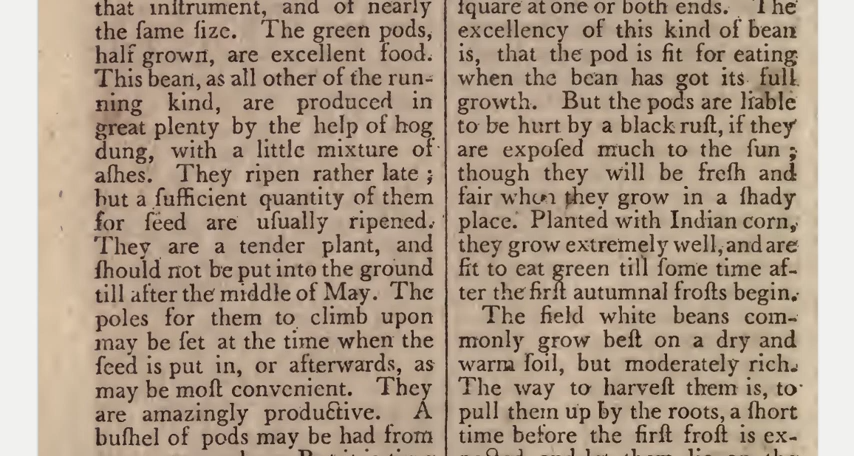 that inſtrument, and of nearly
the ſame ſize. The green pods,
half grown, are excellent food.
This bean, as all other of the run-
ning kind, are produced in
great plenty by the help of hog
dung, with a little mixture of
aſhes. They ripen rather late ;
but a ſufficient quantity of them
for ſeed are uſually ripened.
They are a tender plant, and
ſhould not be put into the ground
till after the middle of May. The
poles for them to climb upon
may be ſet at the time when the
ſeed is put in, or afterwards, as
may be moſt convenient. They
are amazingly productive. A
buſhel of pods may be had from
ſquare at one or both ends. The
excellency of this kind of bean
is, that the pod is fit for eating
when the bean has got its full
growth. But the pods are liable
to be hurt by a black ruſt, if they
are expoſed much to the ſun ;
though they will be freſh and
fair when they grow in a ſhady
place. Planted with Indian corn,
they grow extremely well, and are
fit to eat green till ſome time af-
ter the firſt autumnal froſts begin.
The field white beans com-
monly grow beſt on a dry and
warm ſoil, but moderately rich.
The way to harveſt them is, to
pull them up by the roots, a ſhort
time before the firſt froſt is ex-